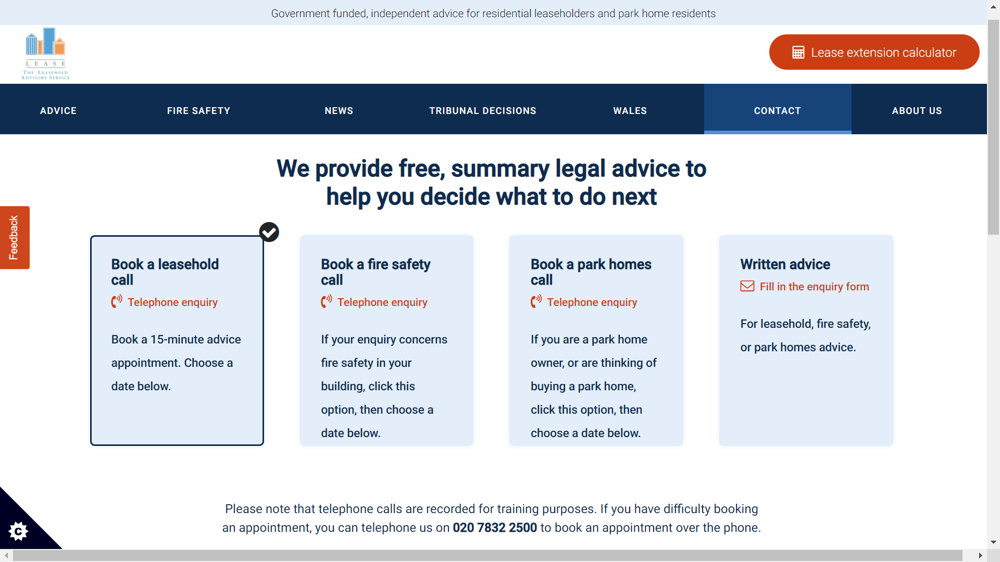 Government funded, independent advice for residential leaseholders and park home residents
LEASE
THE LEASEHOLD
ADVISORY SERVICE
Lease extension calculator
ADVICE
FIRE SAFETY
NEWS
TRIBUNAL DECISIONS
WALES
CONTACT
ABOUT US
We provide free, summary legal advice to
help you decide what to do next
Feedback
Book a leasehold
call
Telephone enquiry
Book a 15-minute advice
appointment. Choose a
date below.
Book a fire safety
call
Telephone enquiry
If your enquiry concerns
fire safety in your
building, click this
option, then choose a
date below.
Book a park homes
call
Telephone enquiry
If you are a park home
owner, or are thinking of
buying a park home,
click this option, then
choose a date below.
Written advice
Fill in the enquiry form
For leasehold, fire safety,
or park homes advice.
Please note that telephone calls are recorded for training purposes. If you have difficulty booking
an appointment, you can telephone us on 020 7832 2500 to book an appointment over the phone.
C